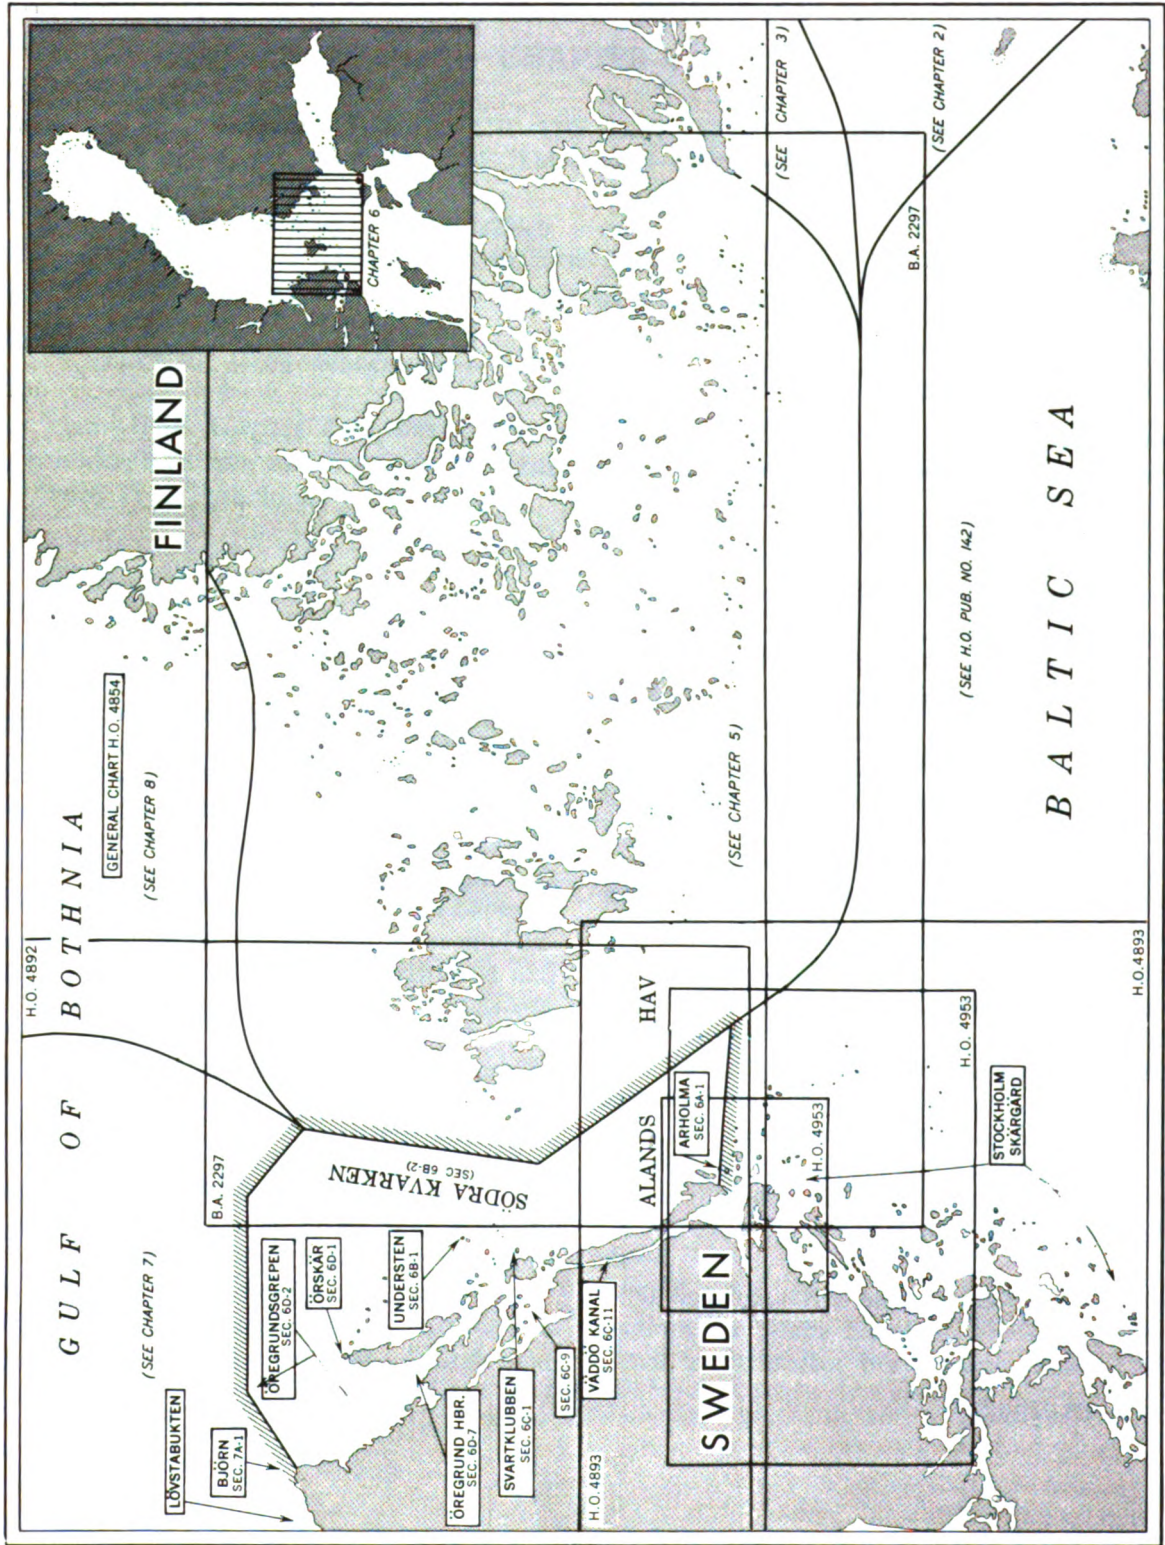 H.O. 4892
GULF OF BOTHNIA
GENERAL CHART H.O. 4854
(SEE CHAPTER 8)
(SEE CHAPTER 7)
FINLAND
CHAPTER 6
LÖVSTABUKTEN
BJÖRN
SEC. 7A-1
B.A. 2297
ÖREGRUNDSGREPEN
SEC. 6D-2
ÖRSKÄR
SEC. 6D-1
UNDERSTEN
SEC. 6B-1
SÖDRA KVARKEN
(SEC 6B-2)
ÖREGRUND HBR.
SEC. 6D-7
SVARTKLUBBEN
SEC. 6C-1
SEC. 6C-9
VÄDDÖ KANAL
SEC. 6C-11
H.O. 4893
ALANDS HAV
ARHOLMA
SEC. 6A-1
SWEDEN
(SEE CHAPTER 5)
(SEE CHAPTER 3)
H.O. 4953
B.A. 2297
(SEE CHAPTER 2)
H.O. 4953
STOCKHOLM
SKÄRGÅRD
(SEE H.O. PUB. NO. 142)
BALTIC SEA
H.O. 4893